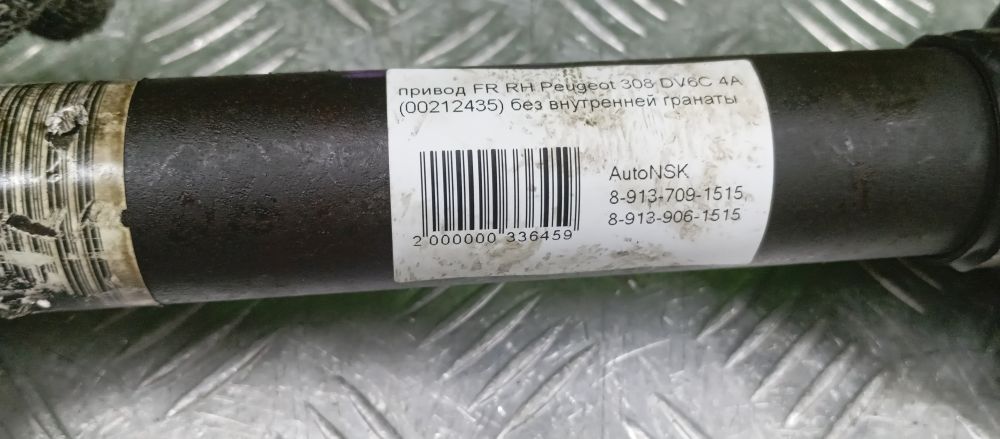 привод FR RH Peugeot 308 DV6C 4A
(00212435) без внутренней гранаты
AutoNSK
8-913-709-1515
8-913-906-1515
2 000000 336459